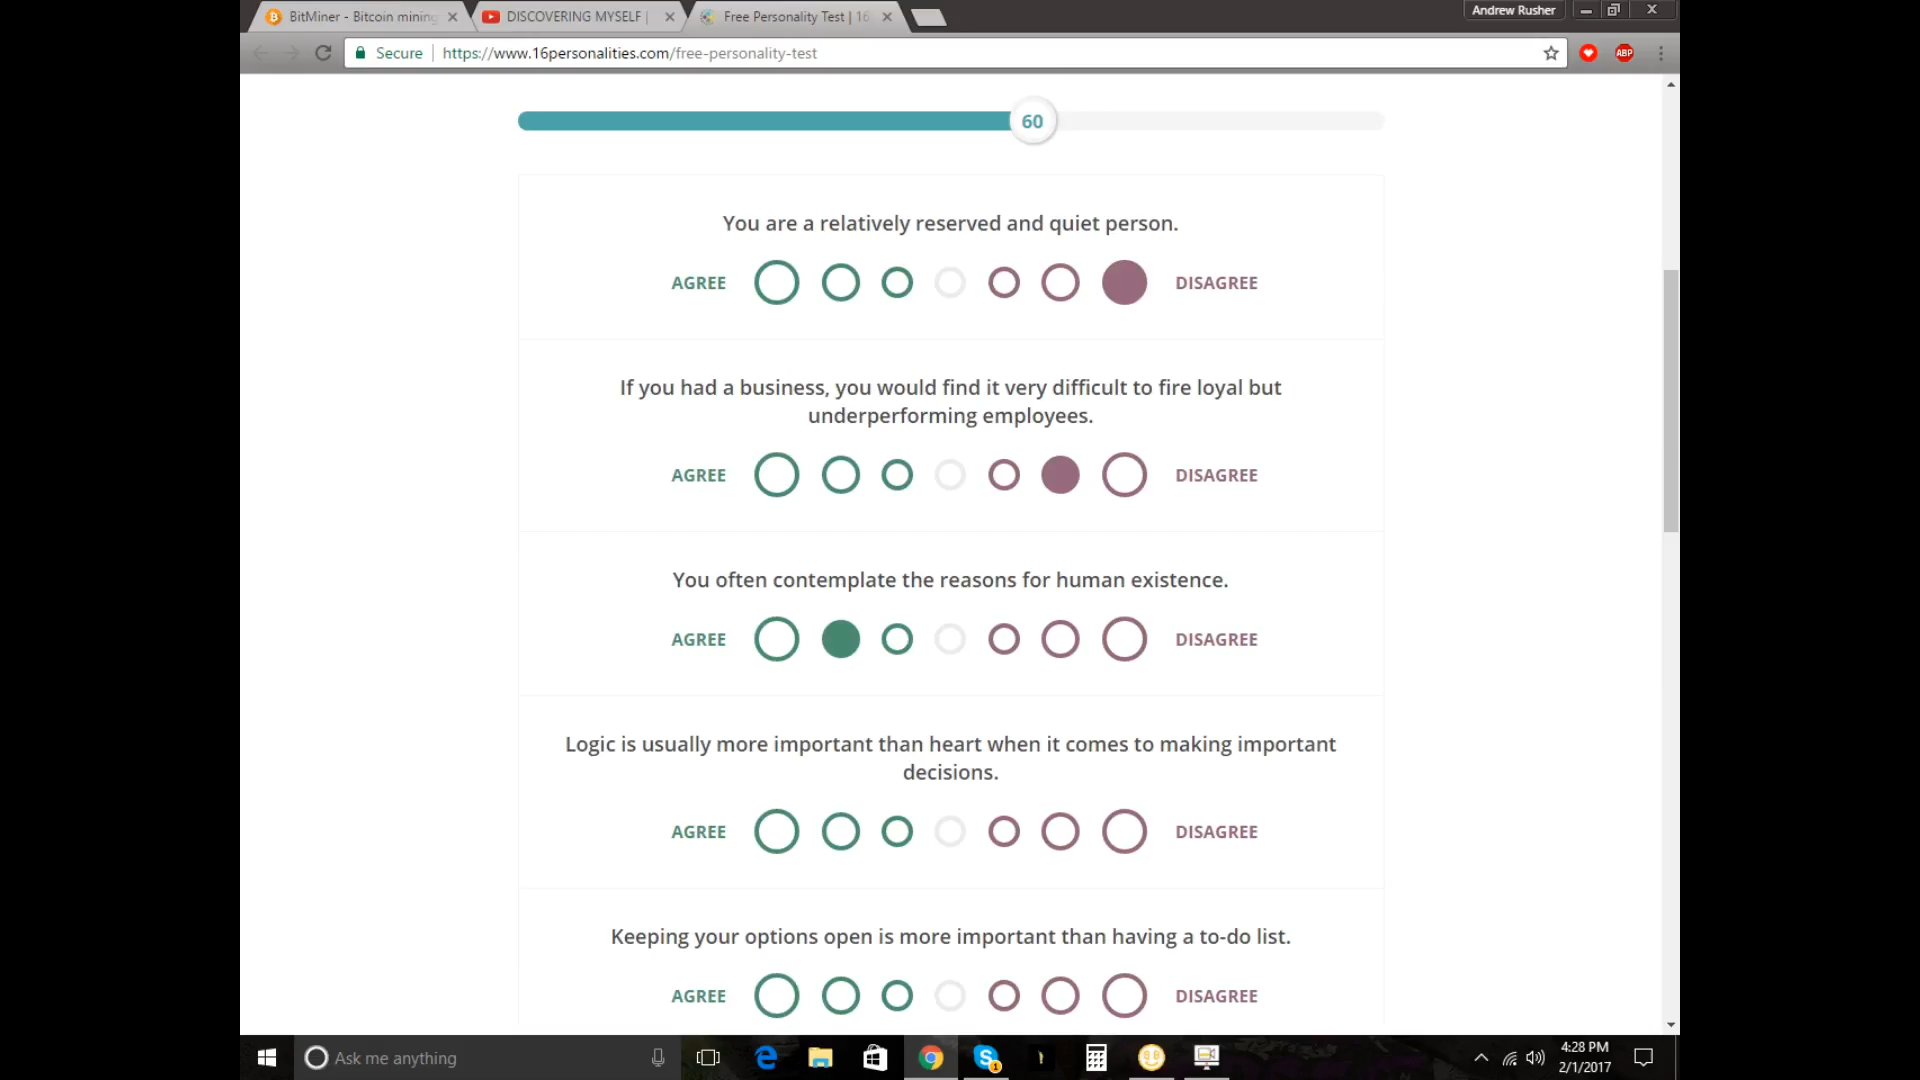 BitMiner - Bitcoin mining
DISCOVERING MYSELF |
Free Personality Test | 16
Andrew Rusher
Secure
https://www.16personalities.com/free-personality-test
ABP
60
You are a relatively reserved and quiet person.
AGREE DISAGREE
If you had a business, you would find it very difficult to fire loyal but
underperforming employees.
AGREE DISAGREE
You often contemplate the reasons for human existence.
AGREE DISAGREE
Logic is usually more important than heart when it comes to making important
decisions.
AGREE DISAGREE
Keeping your options open is more important than having a to-do list.
AGREE DISAGREE
Ask me anything
1
4:28 PM
2/1/2017